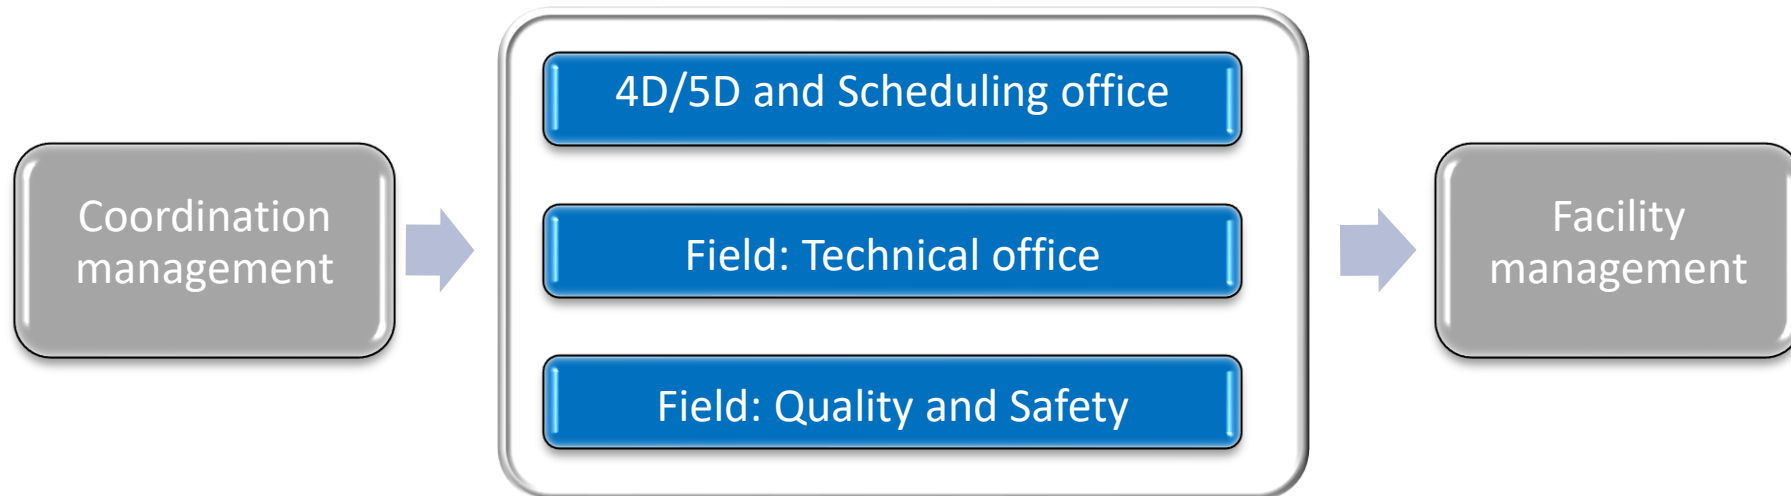 Coordination
management
4D/5D and Scheduling office
Field: Technical office
Field: Quality and Safety
Facility
management